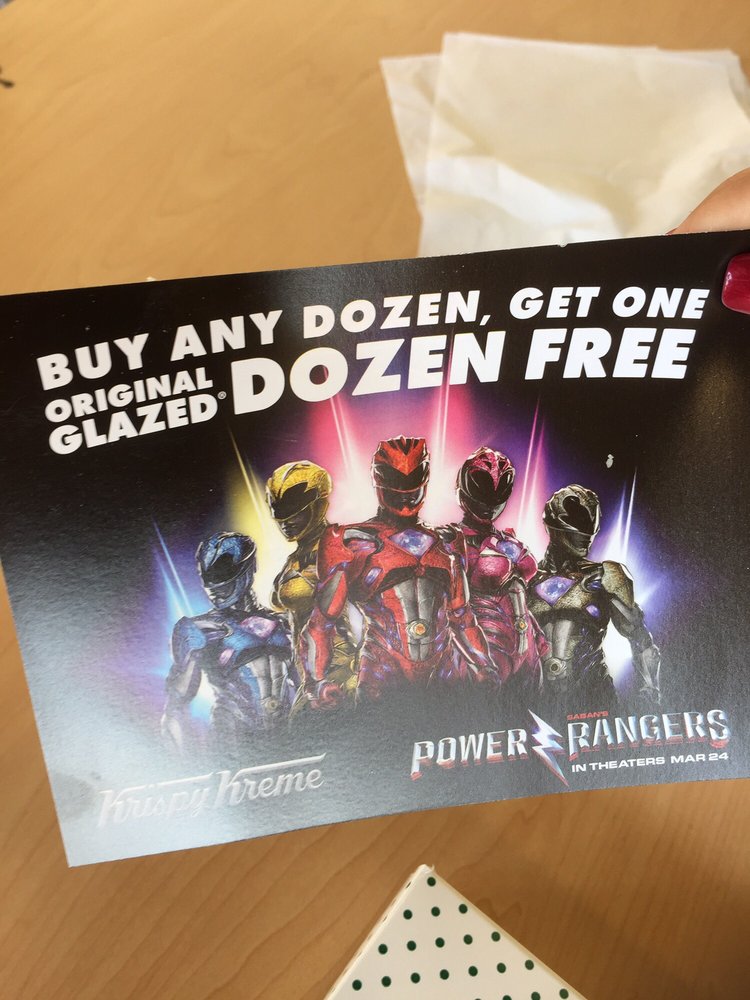 BUY ANY DOZEN, GET ONE
ORIGINAL GLAZED® DOZEN FREE
Krispy Kreme
SABAN'S
POWER RANGERS
IN THEATERS MAR 24